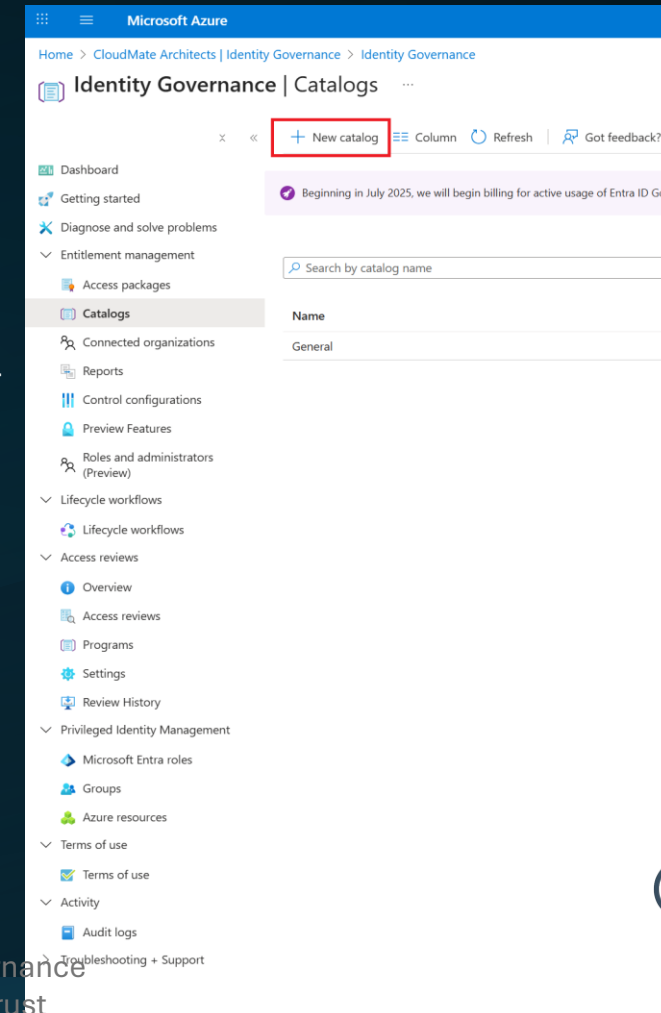 Microsoft Azure
Home > CloudMate Architects | Identity Governance > Identity Governance
Identity Governance | Catalogs ...
New catalog Column Refresh Got feedback?
Dashboard
Getting started
Diagnose and solve problems
Entitlement management
Access packages
Catalogs
Connected organizations
Reports
Control configurations
Preview Features
Roles and administrators
(Preview)
Lifecycle workflows
Lifecycle workflows
Access reviews
Overview
Access reviews
Programs
Settings
Review History
Privileged Identity Management
Microsoft Entra roles
Groups
Azure resources
Terms of use
Terms of use
Activity
Audit logs
Troubleshooting + Support
Beginning in July 2025, we will begin billing for active usage of Entra ID
Search by catalog name
Name
General